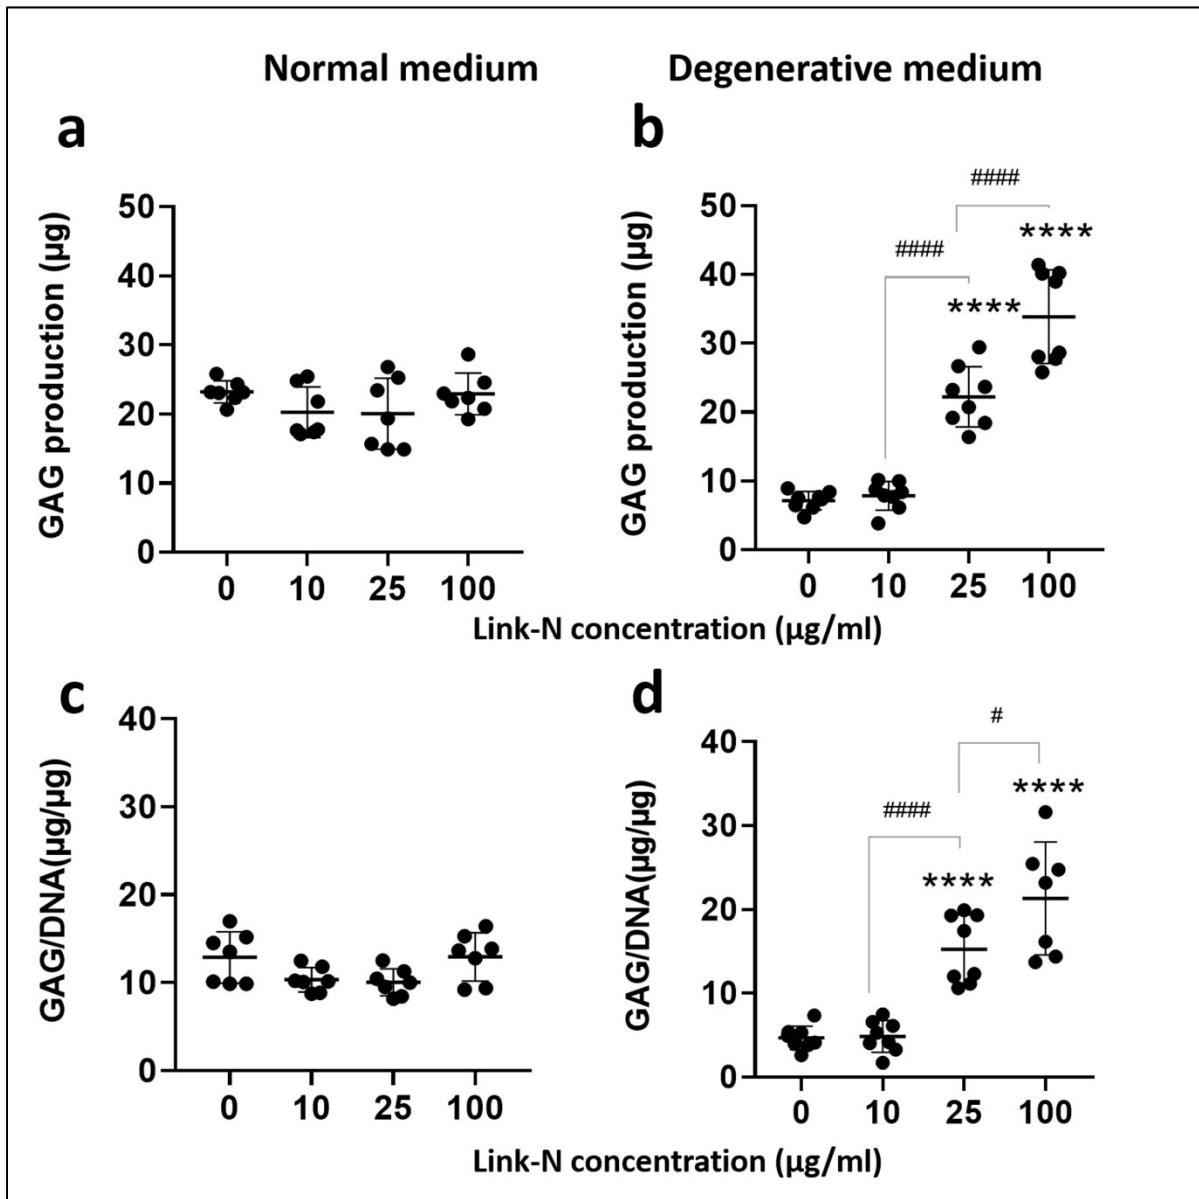 Normal medium
Degenerative medium
a
GAG production (µg)
50
40
30
20
10
0
0 10 25 100
b
GAG production (µg)
50
40
30
20
10
0
####
####
****
****
0 10 25 100
Link-N concentration (µg/ml)
c
GAG/DNA(µg/µg)
40
30
20
10
0
0 10 25 100
d
GAG/DNA(µg/µg)
40
30
20
10
0
#
####
****
****
0 10 25 100
Link-N concentration (µg/ml)